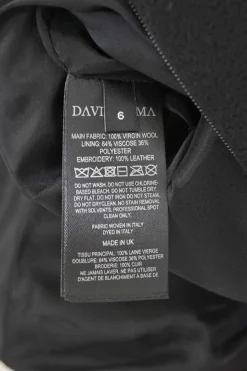 DAVI MA
6
MAIN FABRIC: 100% VIRGIN WOOL
LINING: 64% VISCOSE 36%
POLYESTER
EMBROIDERY: 100% LEATHER
DO NOT WASH. DO NOT USE CHLORINE-
BASED BLEACH. DO NOT TUMBLE DRY.
DRY FLAT. DO NOT IRON DO NOT STEAM.
DO NOT DRYCLEAN. NO STAIN REMOVAL
WITH SOLVENTS. PROFESSIONAL SPOT
CLEAN ONLY
FABRIC WOVEN IN ITALY
DYED IN ITALY
MADE IN UK
TISSU PRINCIPAL: 100% LAINE VIERGE
DOUBLURE: 64% VISCOSE 36% POLYESTER
BRODERIE: 100% CUIR
NE JAMAIS LAVER. NE PAS UTILISER
D'AGENT DE BLANCHIMENT À BASE DE